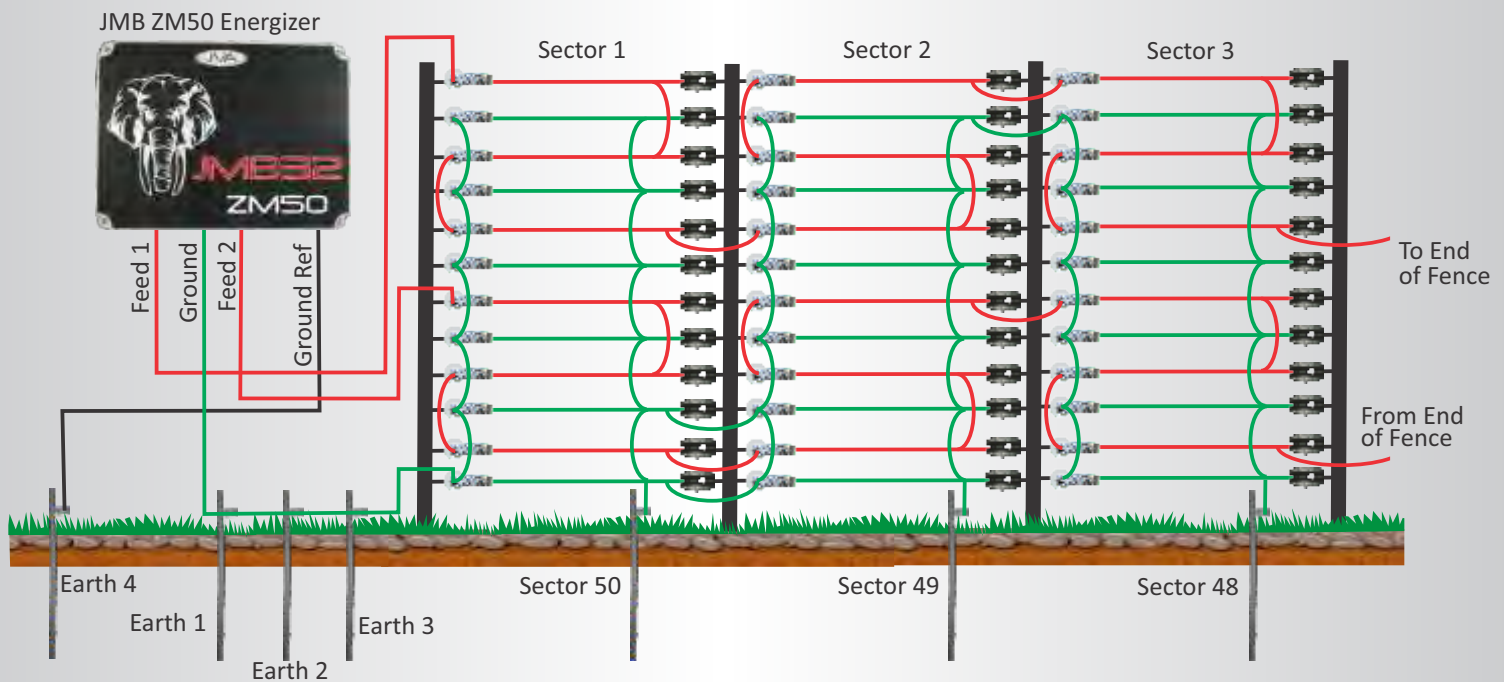 JMB ZM50 Energizer
JVA
JMB32
ZM50
Feed 1
Ground
Feed 2
Ground Ref
Sector 1
Sector 2
Sector 3
To End
of Fence
From End
of Fence
Earth 4
Earth 1
Earth 2
Earth 3
Sector 50
Sector 49
Sector 48